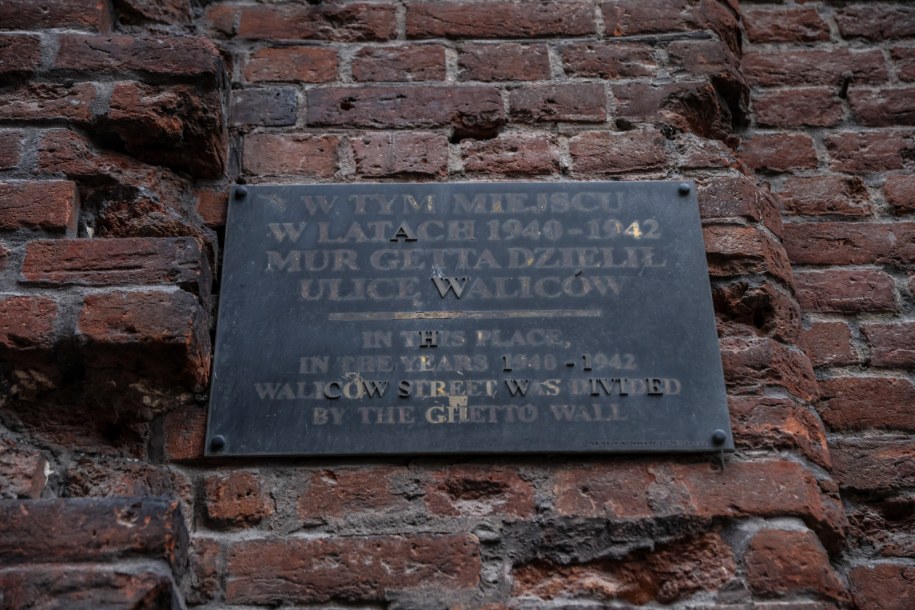 W TYM MIEJSCU
W LATACH 1940-1942
MUR GETTA DZIELIŁ
ULICĘ WALICÓW
IN THIS PLACE,
IN THE YEARS 1940-1942
WALICOW STREET WAS DIVIDED
BY THE GHETTO WALL